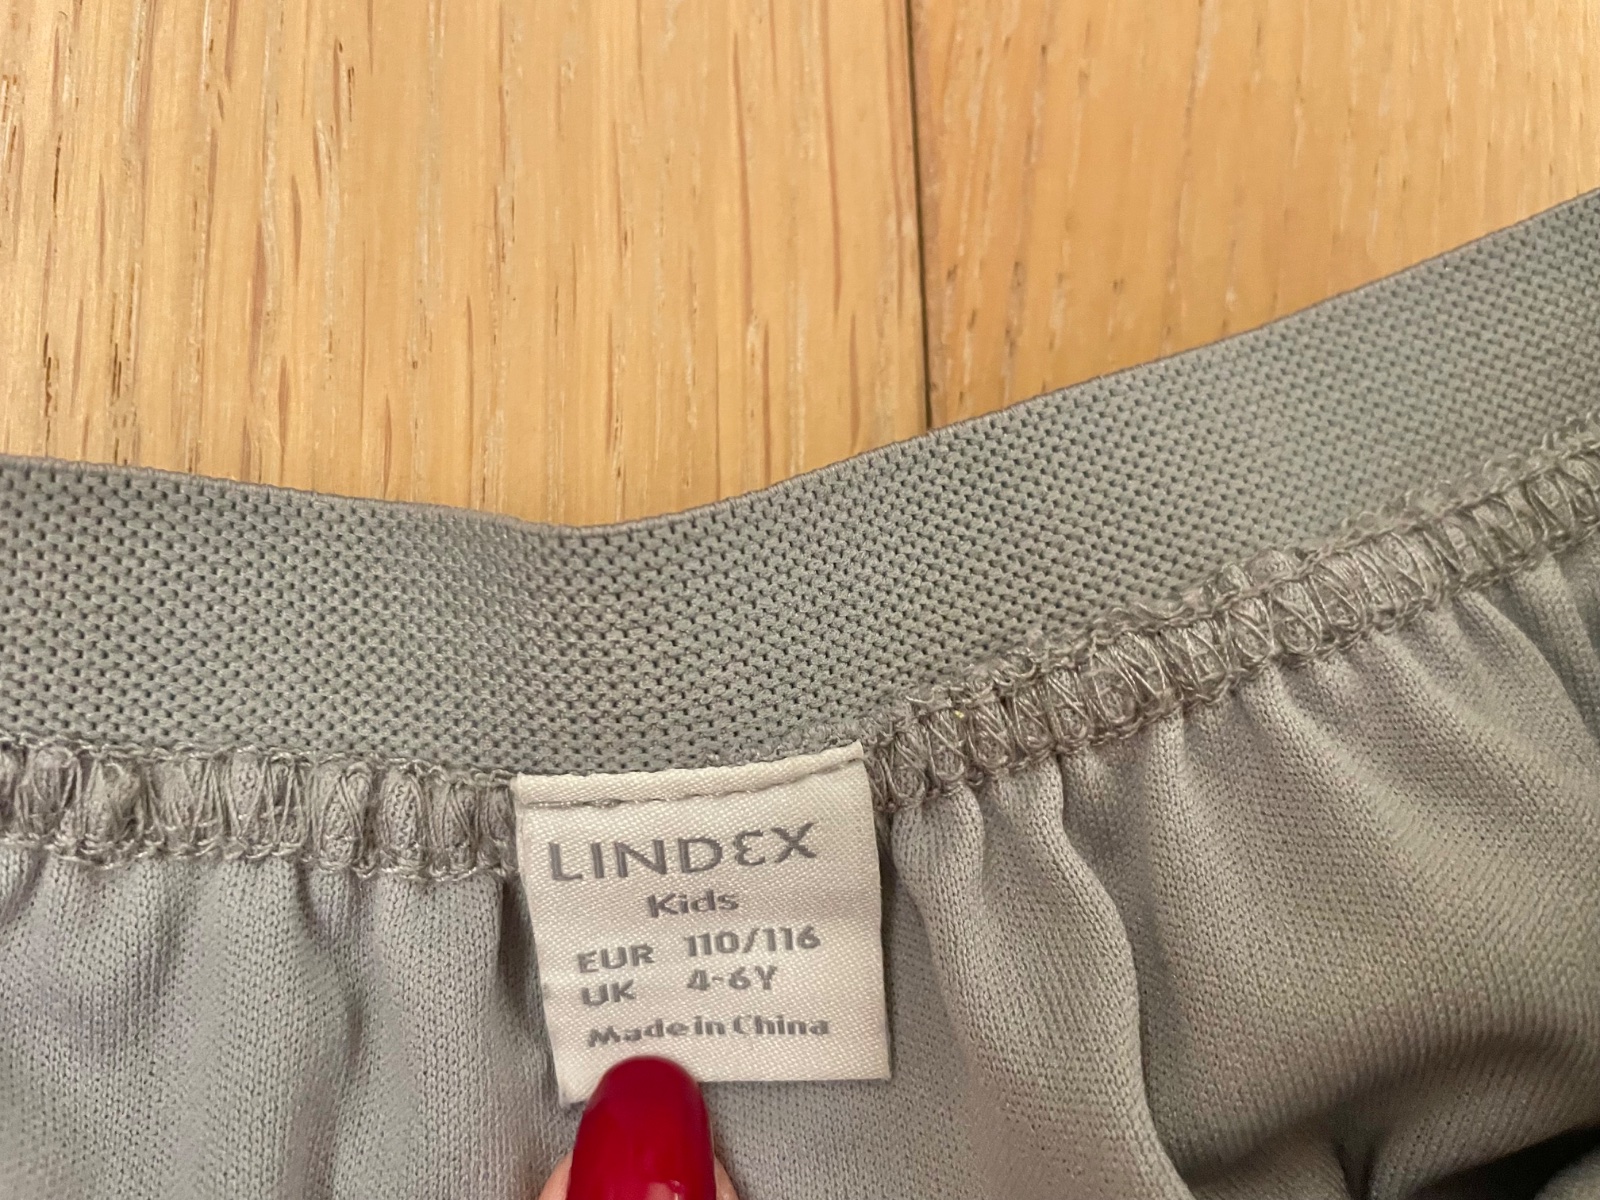 LINDEX
Kids
EUR 110/116
UK 4-6Y
Made in China